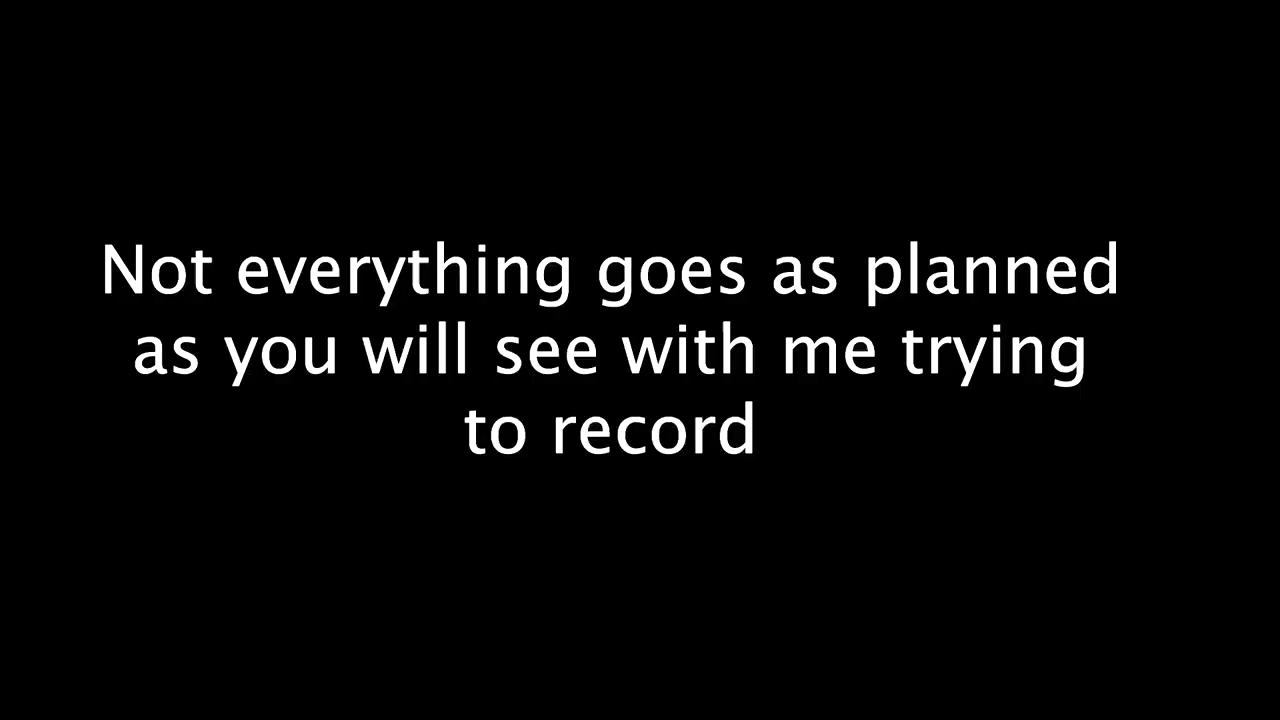 Not everything goes as planned
as you will see with me trying
to record